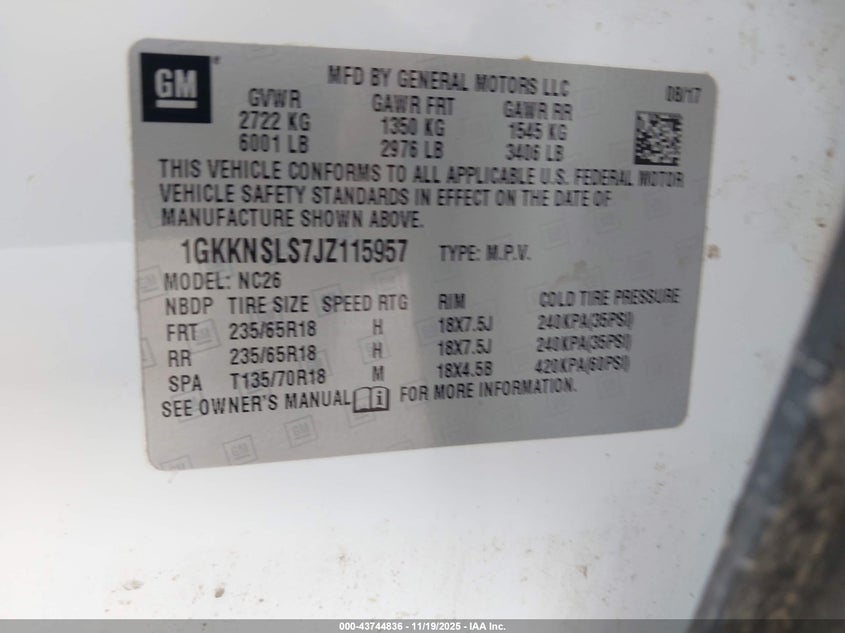 GM
MFD BY GENERAL MOTORS LLC 08/17
GVWR GAWR FRT GAWR RR
2722 KG 1350 KG 1545 KG
6001 LB 2976 LB 3406 LB
THIS VEHICLE CONFORMS TO ALL APPLICABLE U.S. FEDERAL MOTOR
VEHICLE SAFETY STANDARDS IN EFFECT ON THE DATE OF
MANUFACTURE SHOWN ABOVE.
1GKKNSLS7JZ115957 TYPE: M.P.V.
MODEL: NC26
NBDP TIRE SIZE SPEED RTG RIM COLD TIRE PRESSURE
FRT 235/65R18 H 18X7.5J 240KPA(35PSI)
RR 235/65R18 H 18X7.5J 240KPA(35PSI)
SPA T135/70R18 M 18X4.5B 420KPA(60PSI)
SEE OWNER'S MANUAL i FOR MORE INFORMATION.
000-43744836 - 11/19/2025 - IAA Inc.